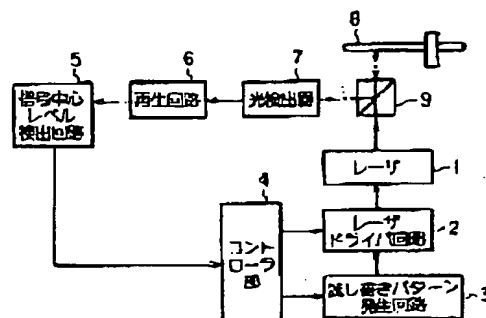 8
5
6
7
信号中心
レベル
検出回路
再生回路
光検出器
9
レーザ
1
4
コント
ローラ
部
レーザ
ドライバ回路
2
試し書きパターン
発生回路
3